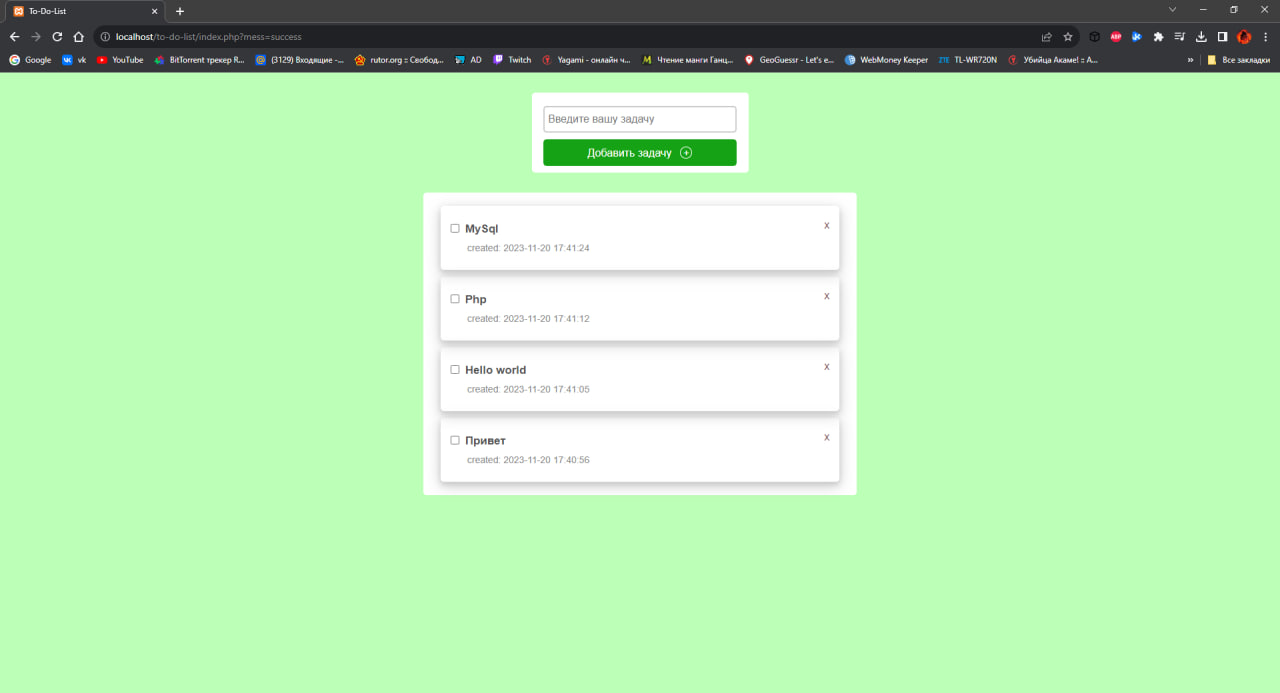 To-Do-List
localhost/to-do-list/index.php?mess=success
Google vk YouTube BitTorrent трекер R... (3129) Входящие -... rutor.org :: Свобод... AD Twitch Yagami - онлайн ч... Чтение манги Ганц... GeoGuessr - Let's e... WebMoney Keeper ZTE TL-WR720N Убийца Акаме! :: А... » Все закладки
Введите вашу задачу
Добавить задачу
MySql x
created: 2023-11-20 17:41:24
Php x
created: 2023-11-20 17:41:12
Hello world x
created: 2023-11-20 17:41:05
Привет x
created: 2023-11-20 17:40:56